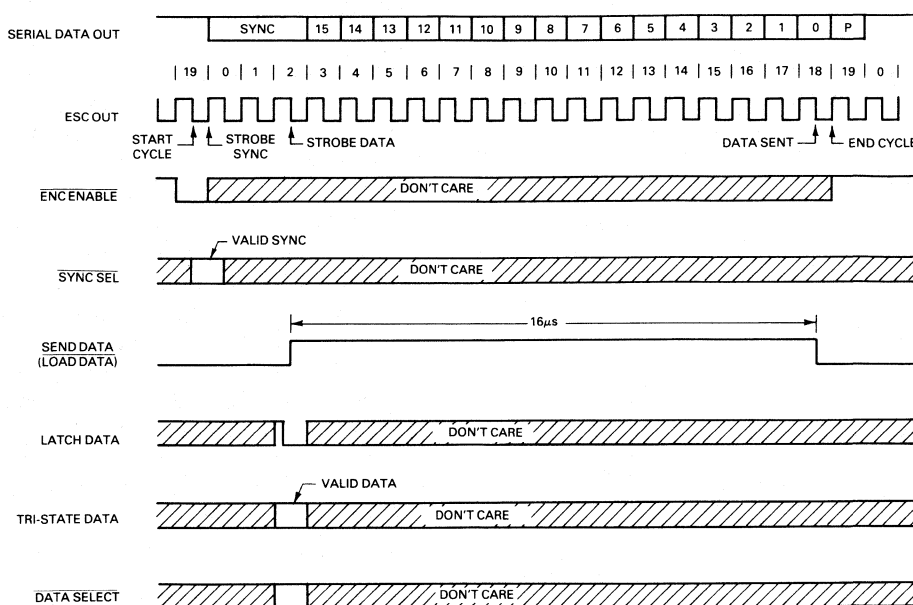 SERIAL DATA OUT SYNC 15 14 13 12 11 10 9 8 7 6 5 4 3 2 1 0 P
19 0 1 2 3 4 5 6 7 8 9 10 11 12 13 14 15 16 17 18 19 0
ESC OUT
START CYCLE STROBE SYNC STROBE DATA DATA SENT END CYCLE
ENC ENABLE DON'T CARE
VALID SYNC
SYNC SEL DON'T CARE
16µs
SEND DATA
(LOAD DATA)
LATCH DATA DON'T CARE
VALID DATA
TRI-STATE DATA DON'T CARE
DATA SELECT DON'T CARE